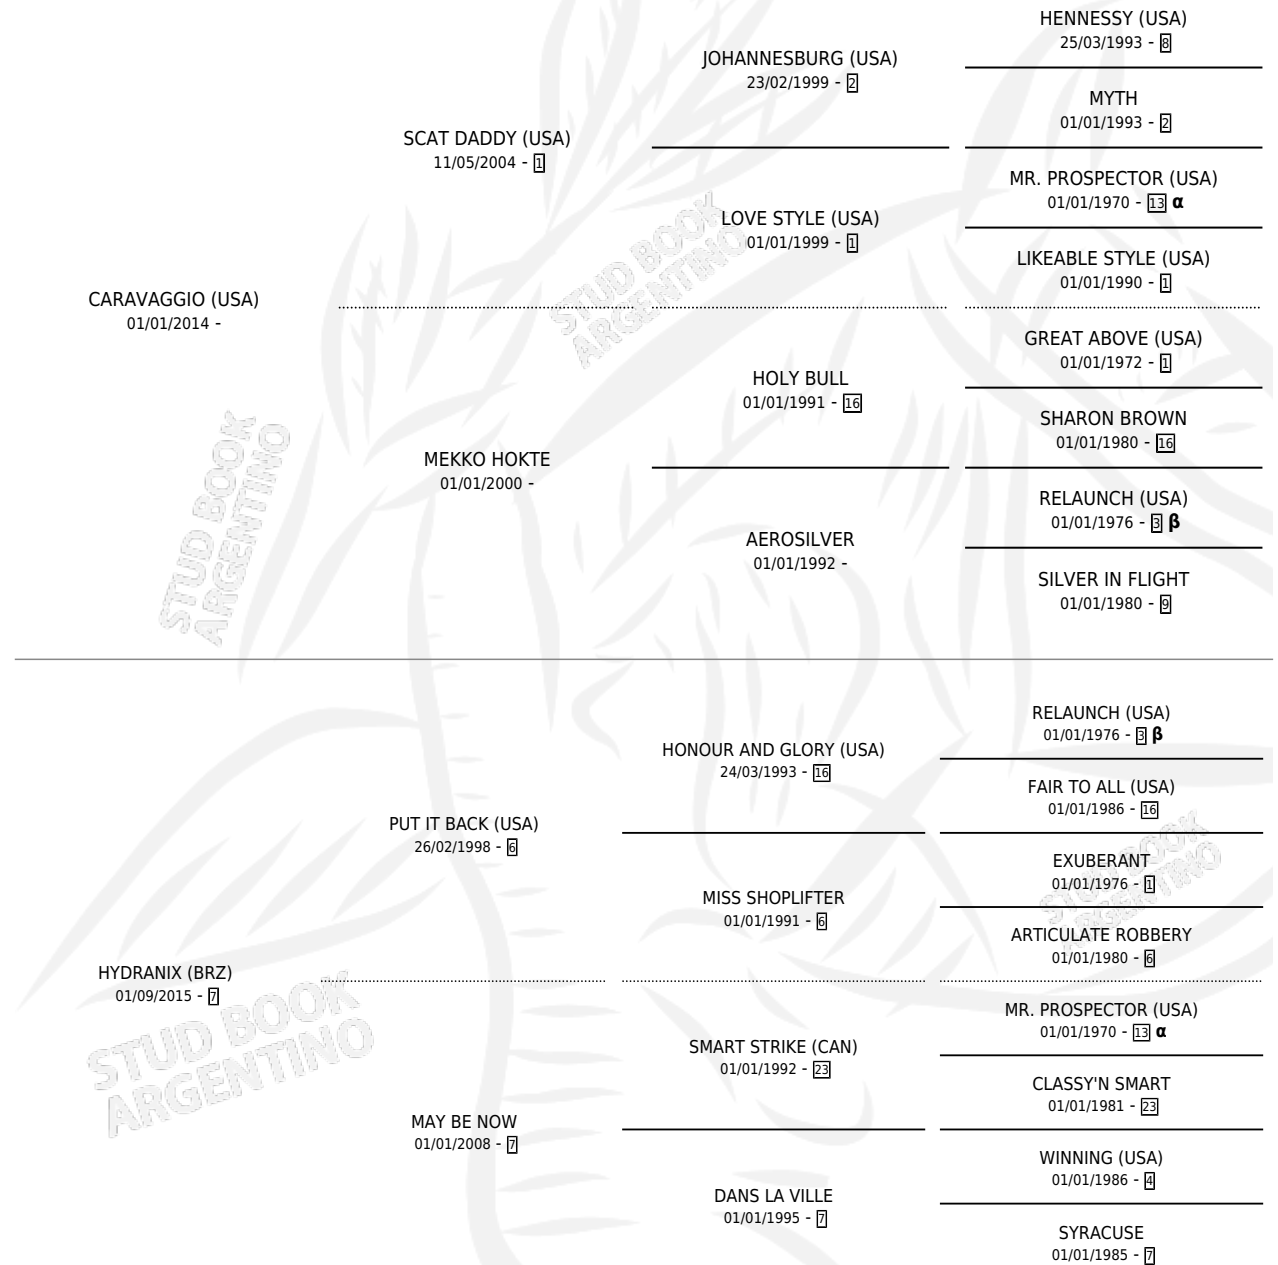 HENNESSY (USA)
25/03/1993 - 8
JOHANNESBURG (USA)
23/02/1999 - 2
MYTH
01/01/1993 - 2
SCAT DADDY (USA)
11/05/2004 - 1
MR. PROSPECTOR (USA)
01/01/1970 - 13 α
LOVE STYLE (USA)
01/01/1999 - 1
LIKEABLE STYLE (USA)
01/01/1990 - 1
CARAVAGGIO (USA)
01/01/2014 -
GREAT ABOVE (USA)
01/01/1972 - 1
HOLY BULL
01/01/1991 - 16
SHARON BROWN
01/01/1980 - 16
MEKKO HOKTE
01/01/2000 -
RELAUNCH (USA)
01/01/1976 - 3 β
AEROSILVER
01/01/1992 -
SILVER IN FLIGHT
01/01/1980 - 9
RELAUNCH (USA)
01/01/1976 - 3 β
HONOUR AND GLORY (USA)
24/03/1993 - 16
FAIR TO ALL (USA)
01/01/1986 - 16
PUT IT BACK (USA)
26/02/1998 - 6
EXUBERANT
01/01/1976 - 1
MISS SHOPLIFTER
01/01/1991 - 6
ARTICULATE ROBBERY
01/01/1980 - 6
HYDRANIX (BRZ)
01/09/2015 - 7
MR. PROSPECTOR (USA)
01/01/1970 - 13 α
SMART STRIKE (CAN)
01/01/1992 - 23
CLASSY'N SMART
01/01/1981 - 23
MAY BE NOW
01/01/2008 - 7
WINNING (USA)
01/01/1986 - 4
DANS LA VILLE
01/01/1995 - 7
SYRACUSE
01/01/1985 - 7
STUD BOOK
ARGENTINO
STUD BOOK
ARGENTINO
STUD BOOK
ARGENTINO
STUD BOOK
ARGENTINO